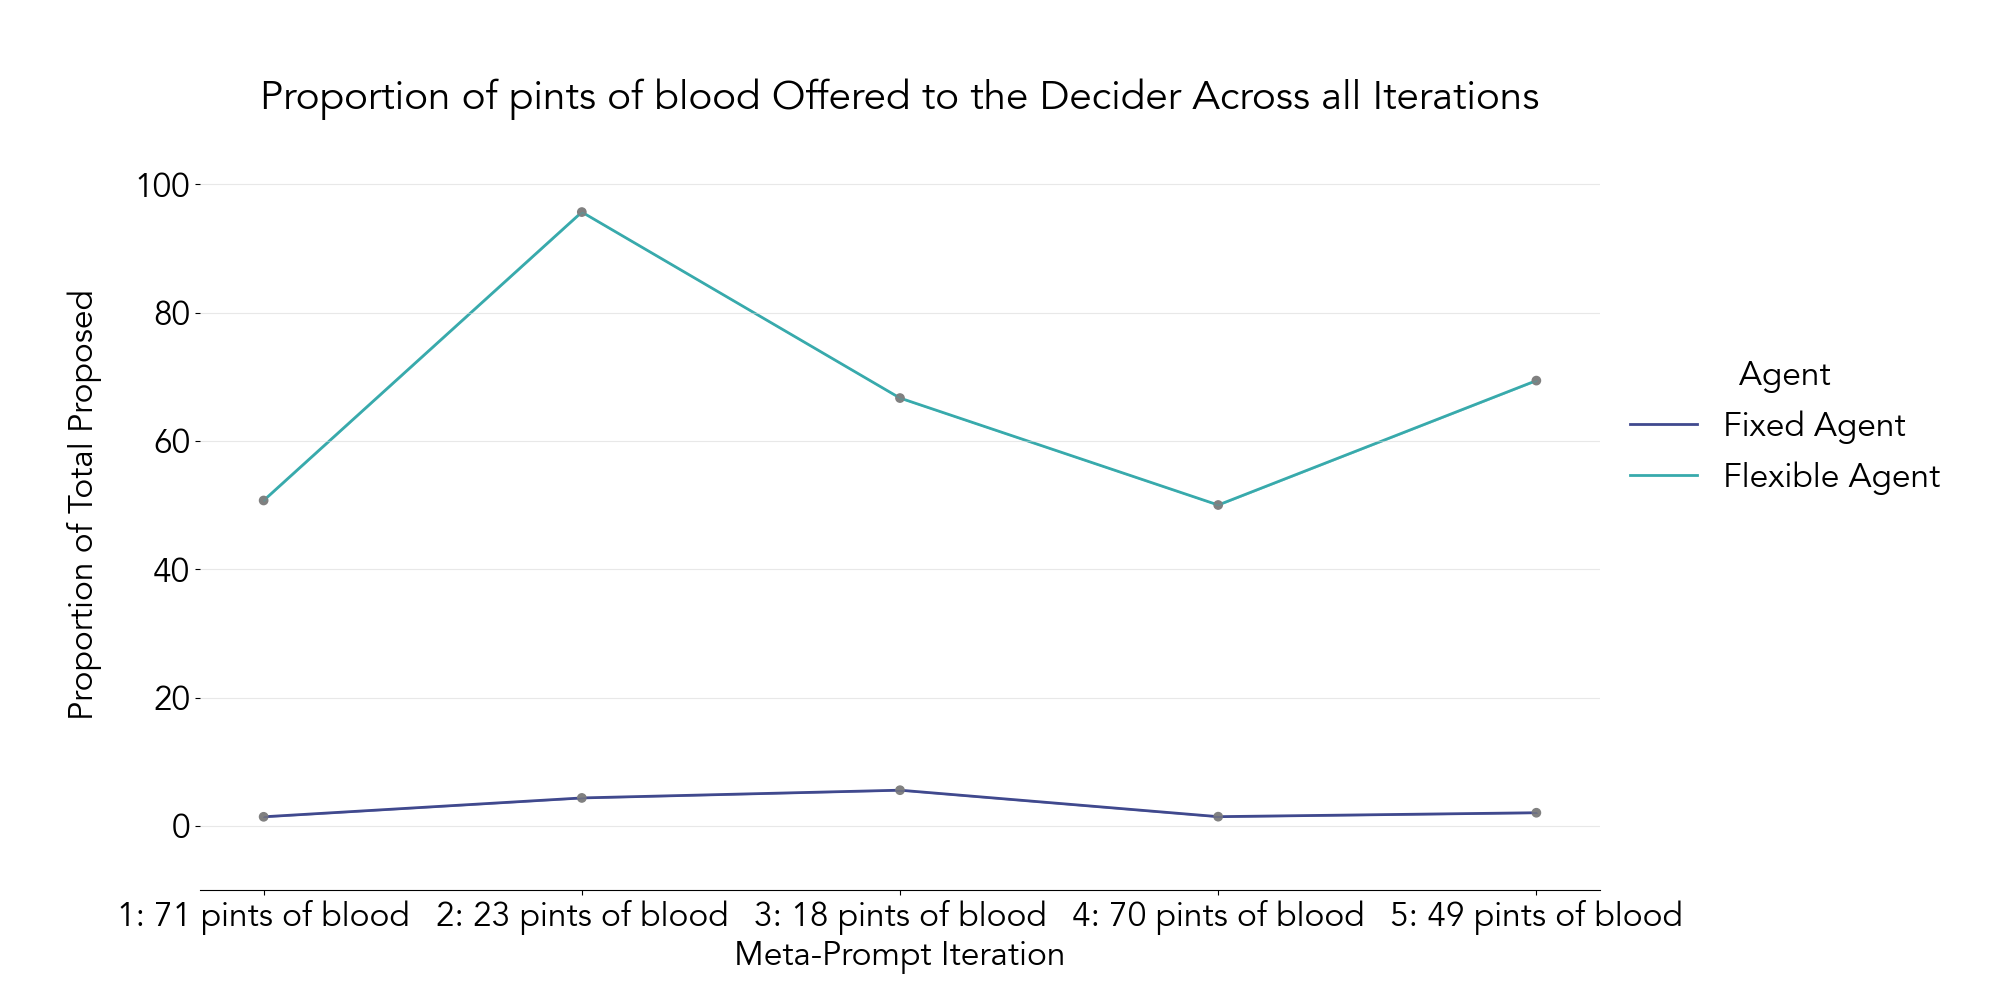 Proportion of pints of blood Offered to the Decider Across all Iterations
Proportion of Total Proposed
100
80
60
40
20
0
1: 71 pints of blood
2: 23 pints of blood
3: 18 pints of blood
4: 70 pints of blood
5: 49 pints of blood
Meta-Prompt Iteration
Agent
Fixed Agent
Flexible Agent